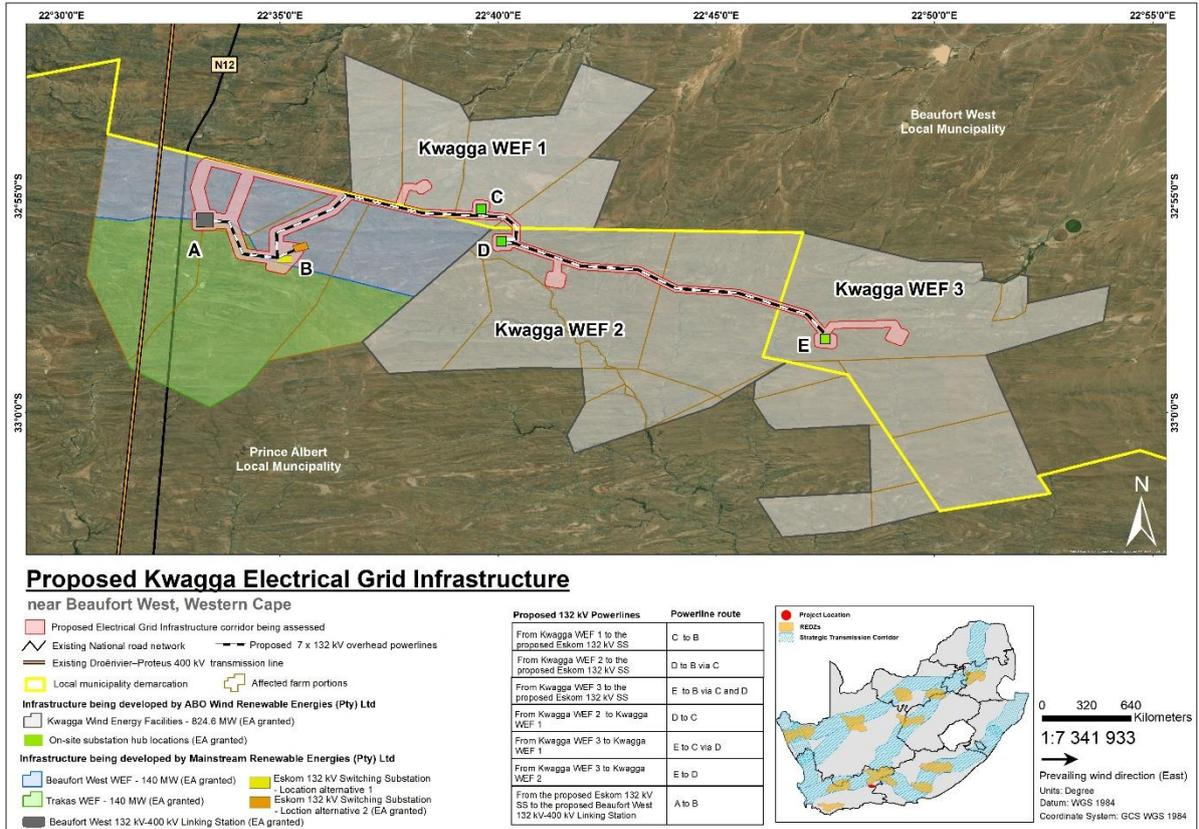 22°30'0"E 22°35'0"E 22°40'0"E 22°45'0"E 22°50'0"E 22°55'0"E
N12
Beaufort West
Local Muncipality
Kwagga WEF 1
32°55'0"S
32°55'0"S
C
A
D
B
Kwagga WEF 3
Kwagga WEF 2
E
33°0'0"S
33°0'0"S
Prince Albert
Local Muncipality
N
Proposed Kwagga Electrical Grid Infrastructure
near Beaufort West, Western Cape
Proposed Electrical Grid Infrastructure corridor being assessed
Existing National road network
Proposed 7 x 132 kV overhead powerlines
Existing Droërivier–Proteus 400 kV transmission line
Local municipality demarcation
Affected farm portions
Infrastructure being developed by ABO Wind Renewable Energies (Pty) Ltd
Kwagga Wind Energy Facilities - 824.6 MW (EA granted)
On-site substation hub locations (EA granted)
Infrastructure being developed by Mainstream Renewable Energies (Pty) Ltd
Beaufort West WEF - 140 MW (EA granted)
Eskom 132 kV Switching Substation
- Location alternative 1
Trakas WEF - 140 MW (EA granted)
Eskom 132 kV Switching Substation
- Loction alternative 2 (EA granted)
Beaufort West 132 kV-400 kV Linking Station (EA granted)
Proposed 132 kV Powerlines Powerline route
From Kwagga WEF 1 to the
proposed Eskom 132 kV SS
C to B
From Kwagga WEF 2 to the
proposed Eskom 132 kV SS
D to B via C
From Kwagga WEF 3 to the
proposed Eskom 132 kV SS
E to B via C and D
From Kwagga WEF 2 to Kwagga
WEF 1
D to C
From Kwagga WEF 3 to Kwagga
WEF 1
E to C via D
From Kwagga WEF 3 to Kwagga
WEF 2
E to D
From the proposed Eskom 132 kV
SS to the proposed Beaufort West
132 kV-400 kV Linking Station
A to B
Project Location
REDZs
Strategic Transmission Corridor
0 320 640
Kilometers
1:7 341 933
Prevailing wind direction (East)
Units: Degree
Datum: WGS 1984
Coordinate System: GCS WGS 1984